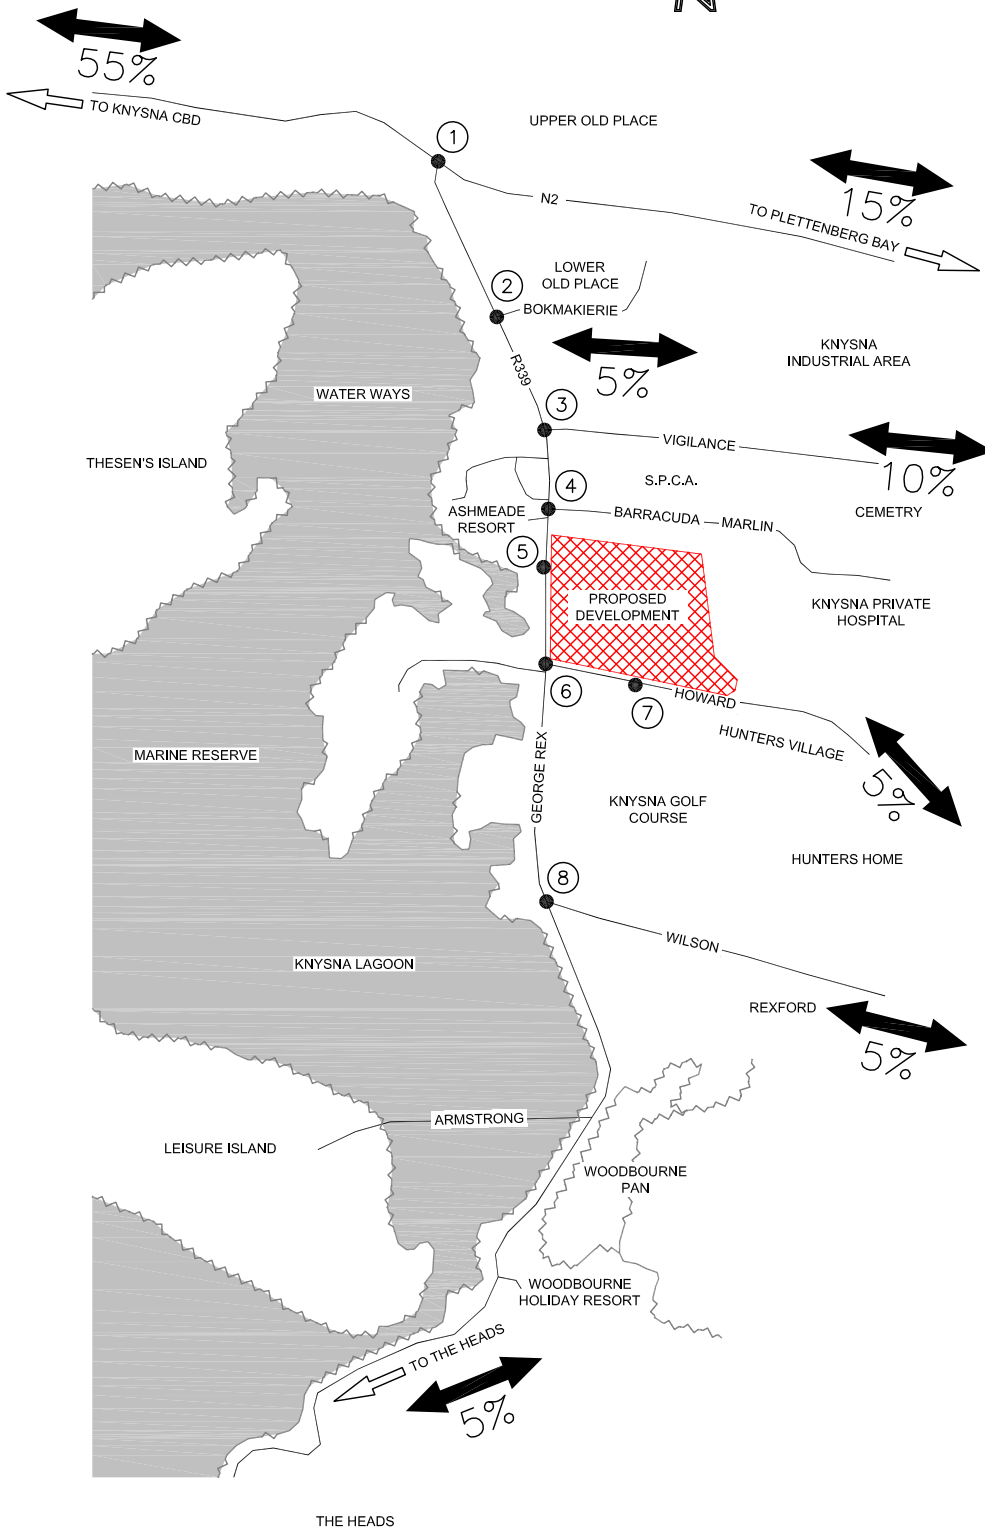 N
55%
TO KNYSNA CBD
1
UPPER OLD PLACE
15%
N2
TO PLETTENBERG BAY
LOWER
OLD PLACE
2
BOKMAKIERIE
KNYSNA
INDUSTRIAL AREA
5%
R339
WATER WAYS
3
VIGILANCE
10%
THESEN'S ISLAND
S.P.C.A.
4
CEMETRY
ASHMEADE
RESORT
BARRACUDA
MARLIN
5
PROPOSED
DEVELOPMENT
KNYSNA PRIVATE
HOSPITAL
6
7
HOWARD
HUNTERS VILLAGE
MARINE RESERVE
GEORGE REX
5%
KNYSNA GOLF
COURSE
HUNTERS HOME
8
WILSON
KNYSNA LAGOON
REXFORD
5%
ARMSTRONG
LEISURE ISLAND
WOODBOURNE
PAN
WOODBOURNE
HOLIDAY RESORT
TO THE HEADS
5%
THE HEADS